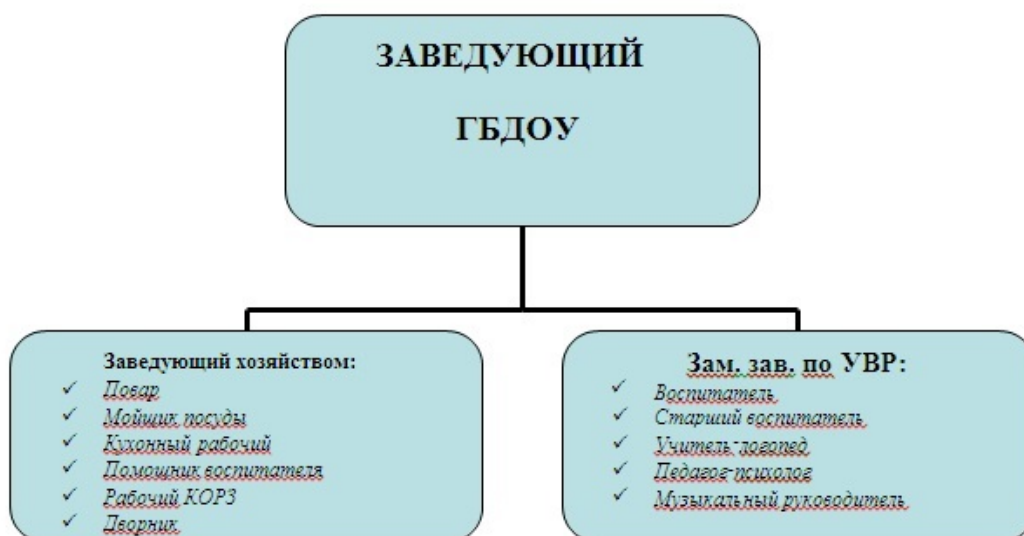 ЗАВЕДУЮЩИЙ
ГБДОУ
Заведующий хозяйством:
✓ Повар
✓ Мойщик посуды
✓ Кухонный рабочий
✓ Помощник воспитателя
✓ Рабочий КОРЗ
✓ Дворник
Зам. зав. по УВР:
✓ Воспитатель
✓ Старший воспитатель
✓ Учитель-логопед
✓ Педагог-психолог
✓ Музыкальный руководитель